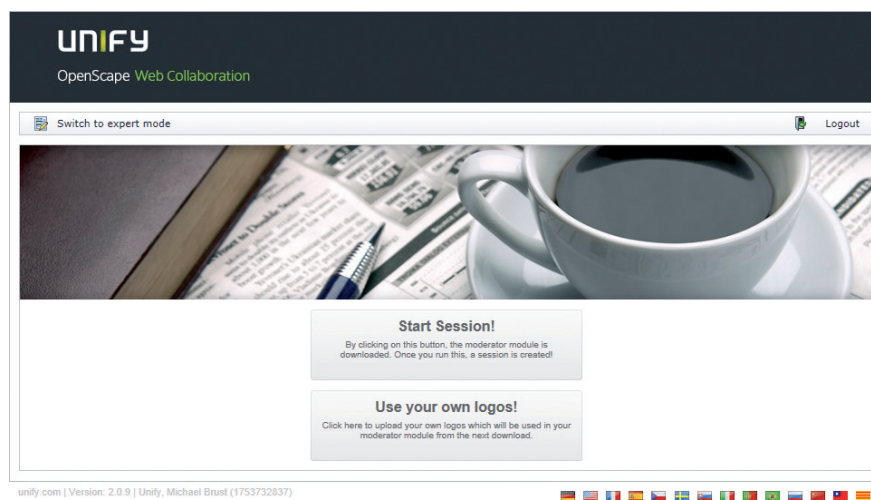 UNIFY
OpenScape Web Collaboration
Switch to expert mode
Logout
Start Session!
By clicking on this button, the moderator module is
downloaded. Once you run this, a session is created!
Use your own logos!
Click here to upload your own logos which will be used in your
moderator module from the next download.
unify.com | Version: 2.0.9 | Unify, Michael Brust (1753732837)